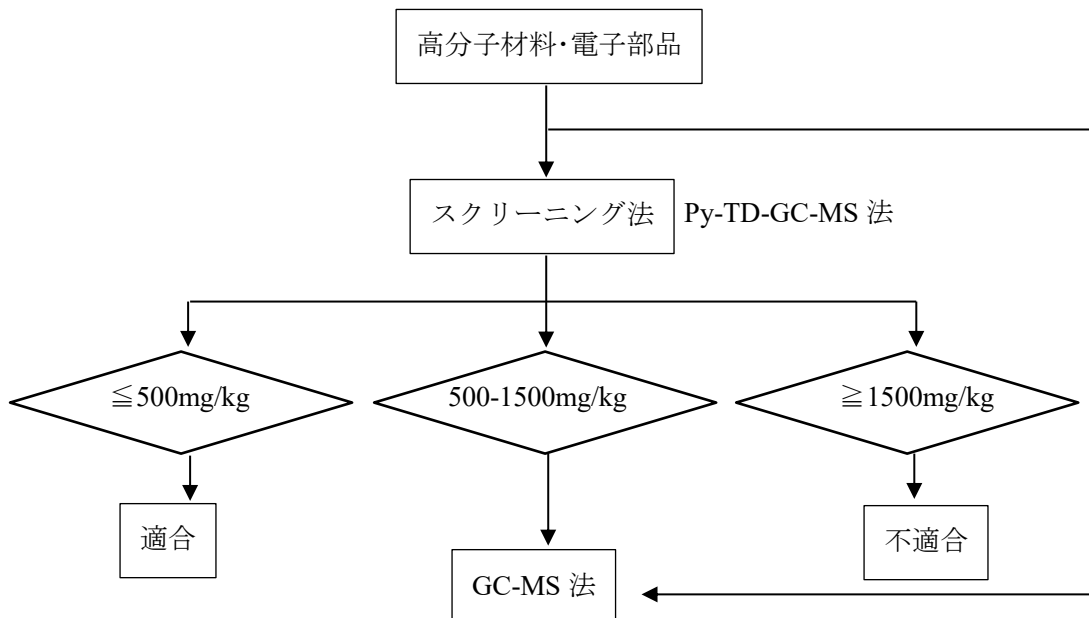 高分子材料・電子部品
スクリーニング法 Py-TD-GC-MS 法
≦500mg/kg
500-1500mg/kg
≧1500mg/kg
適合
不適合
GC-MS 法